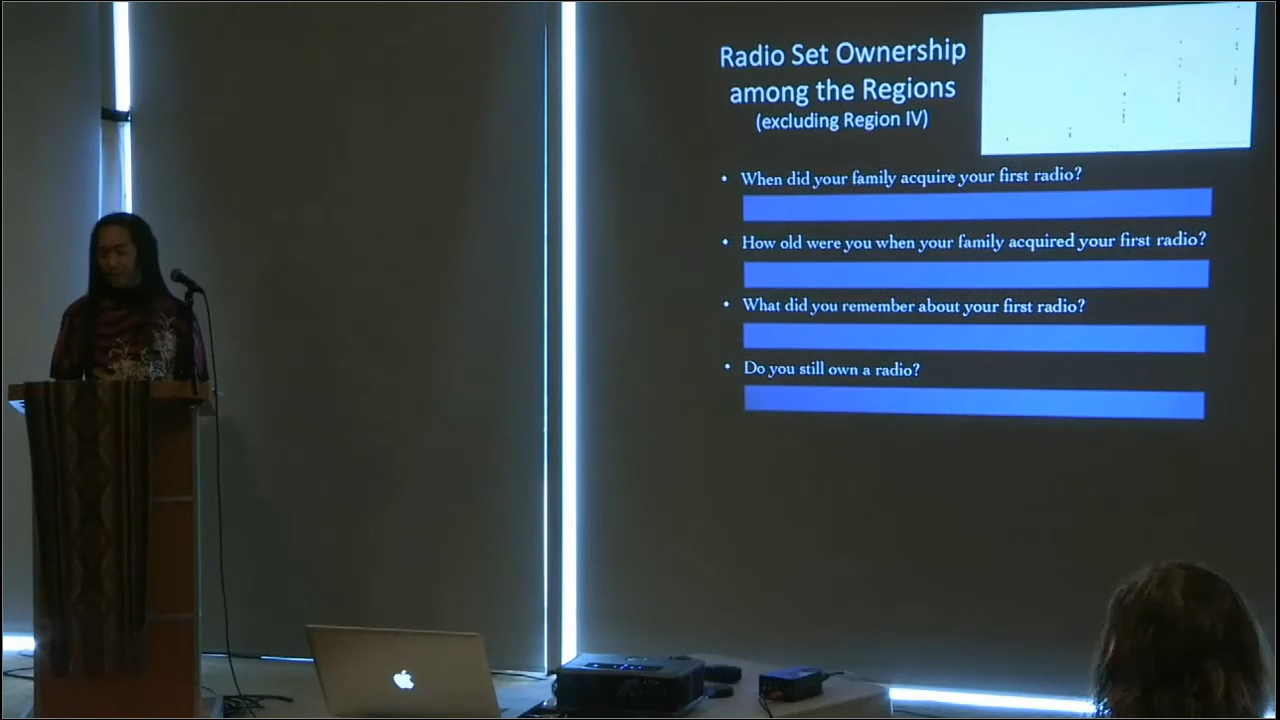 Radio Set Ownership
among the Regions
(excluding Region IV)
• When did your family acquire your first radio?
• How old were you when your family acquired your first radio?
• What did you remember about your first radio?
• Do you still own a radio?